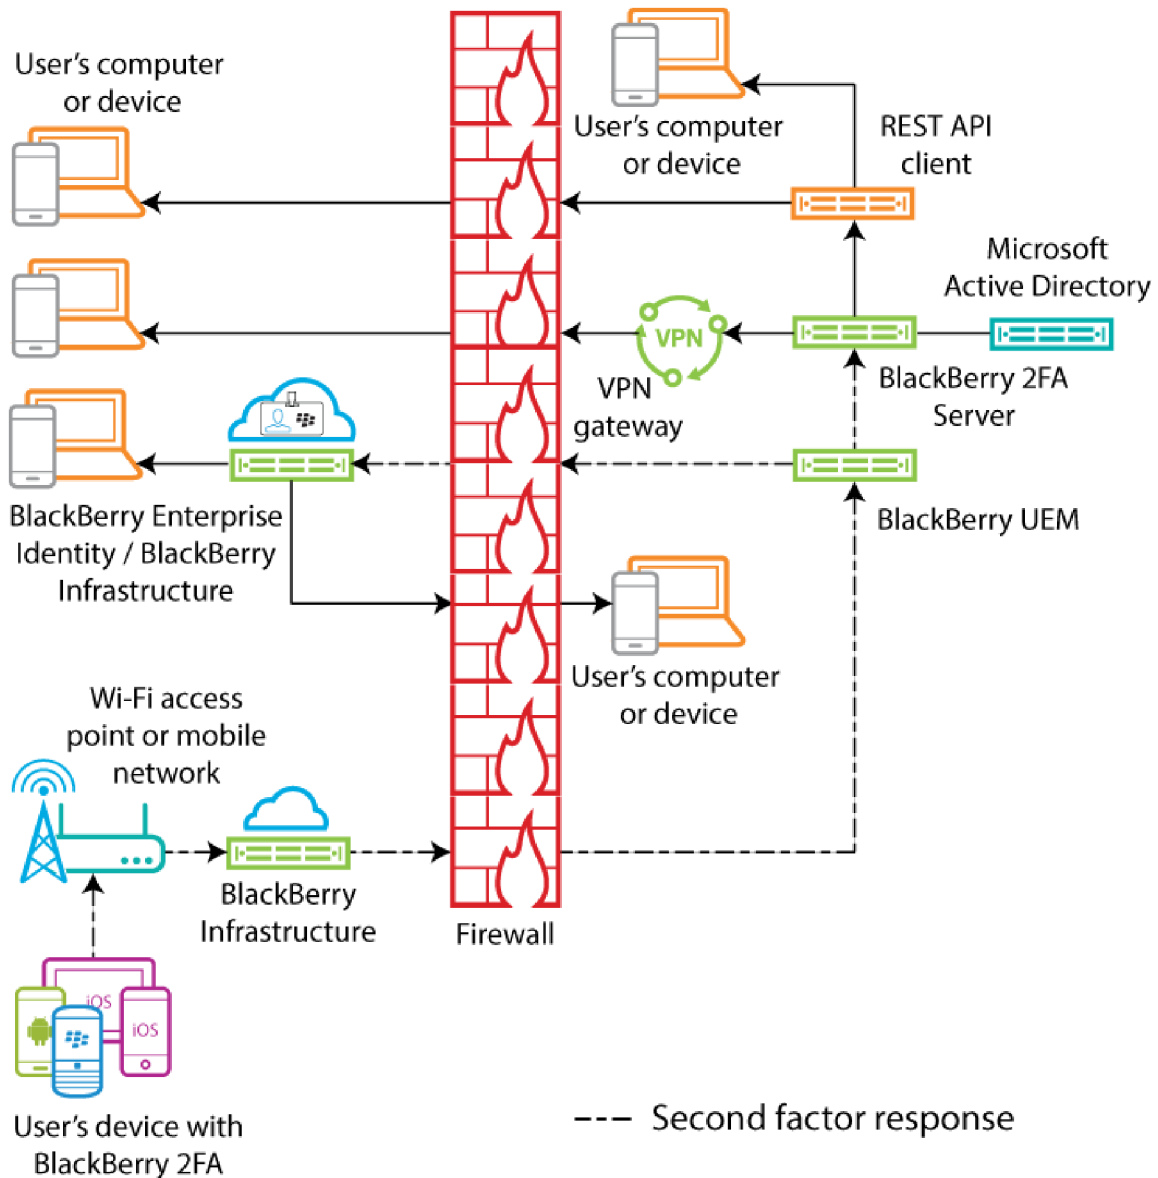 User's computer
or device
User's computer
or device
REST API
client
Microsoft
Active Directory
VPN
VPN
gateway
BlackBerry 2FA
Server
BlackBerry Enterprise
Identity / BlackBerry
Infrastructure
BlackBerry UEM
User's computer
or device
Wi-Fi access
point or mobile
network
BlackBerry
Infrastructure
Firewall
iOS
iOS
User's device with
BlackBerry 2FA
Second factor response